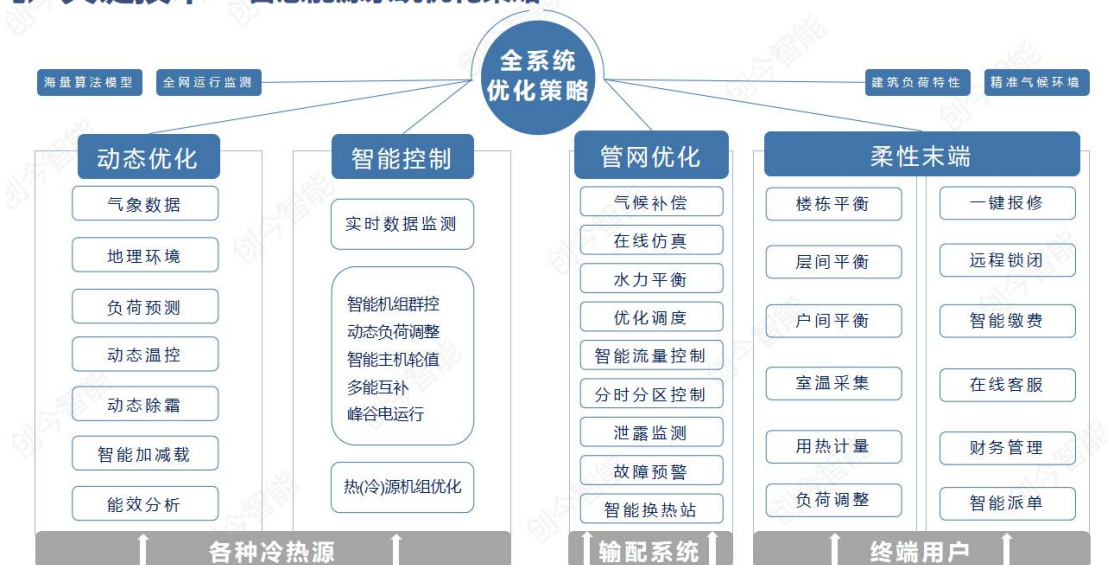 全系统
优化策略
海量算法模型
全网运行监测
建筑负荷特性
精准气候环境
动态优化
气象数据
地理环境
负荷预测
动态温控
动态除霜
智能加减载
能效分析
智能控制
实时数据监测
智能机组群控
动态负荷调整
智能主机轮值
多能互补
峰谷电运行
热(冷)源机组优化
各种冷热源
管网优化
气候补偿
在线仿真
水力平衡
优化调度
智能流量控制
分时分区控制
泄露监测
故障预警
智能换热站
输配系统
柔性末端
楼栋平衡
层间平衡
户间平衡
室温采集
用热计量
负荷调整
一键报修
远程锁闭
智能缴费
在线客服
财务管理
智能派单
终端用户
创今智能